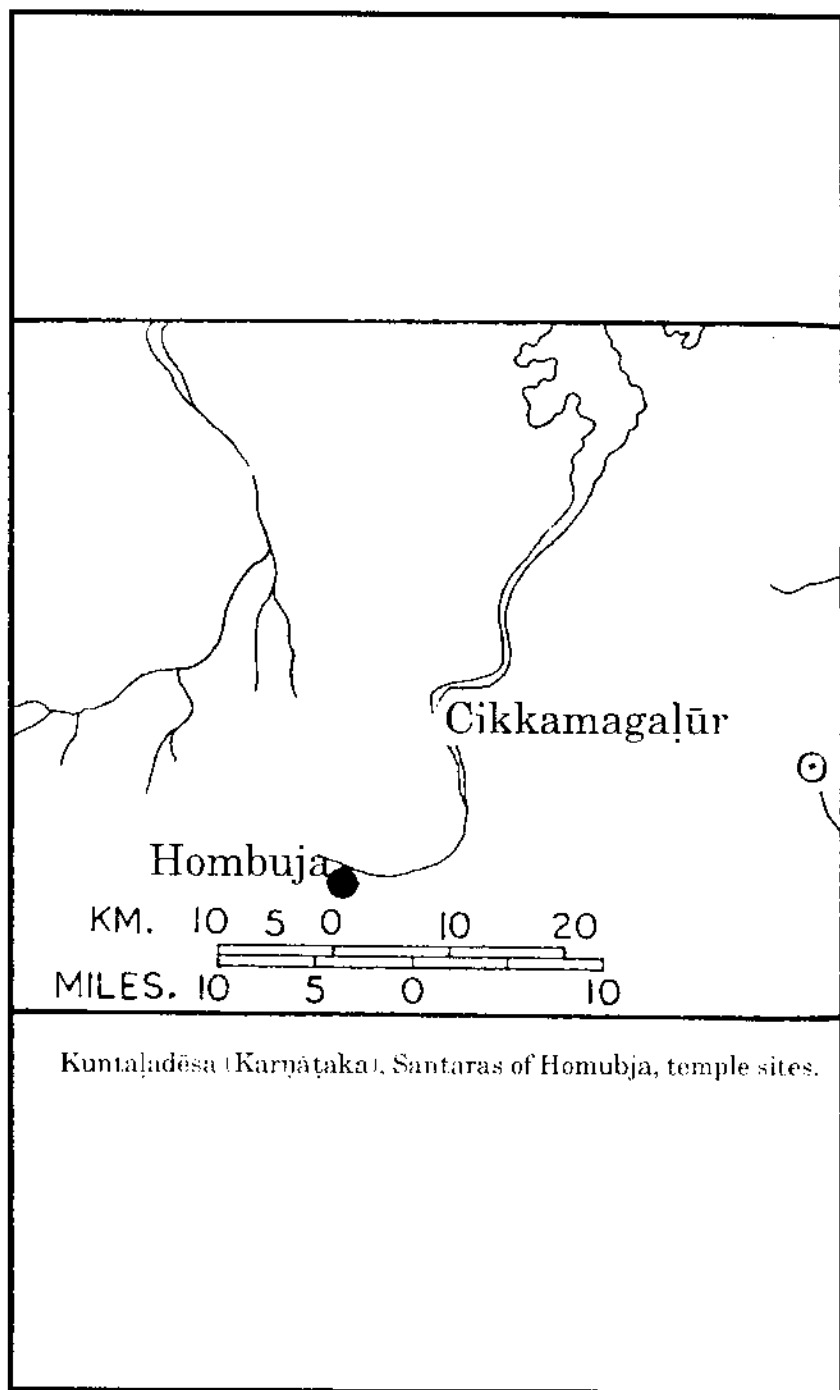 Cikkamagaḷūr
Hombuja
KM. 10 5 0 10 20
MILES. 10 5 0 10
Kuntaḷadēsa (Karṇāṭaka), Santaras of Homubja, temple sites.